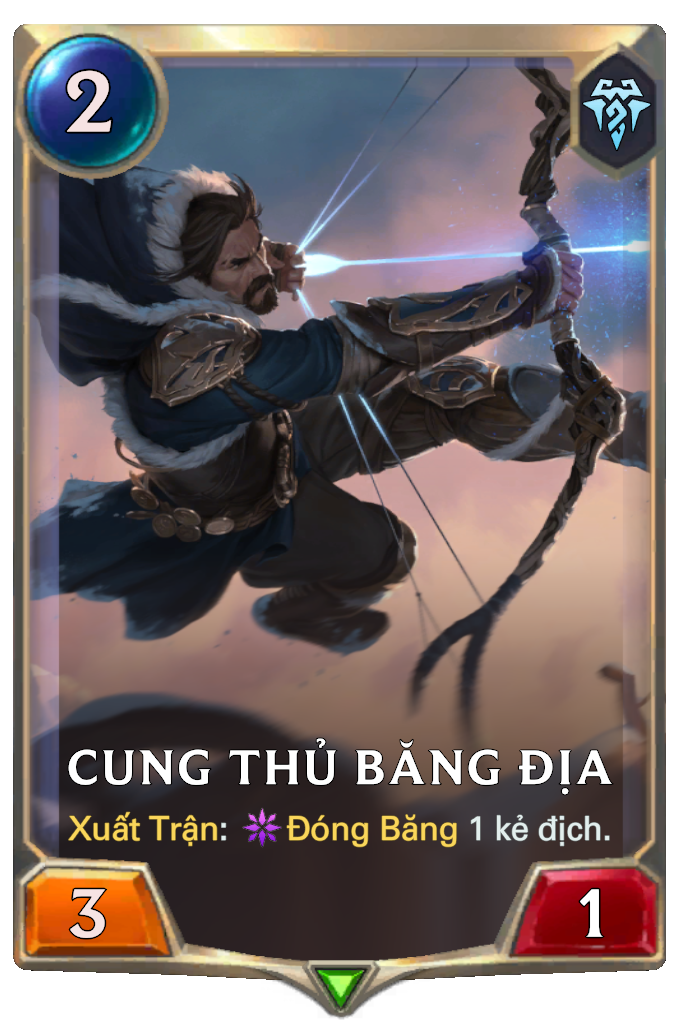 2
CUNG THỦ BĂNG ĐỊA
Xuất Trận: Đóng Băng 1 kẻ địch.
3
1